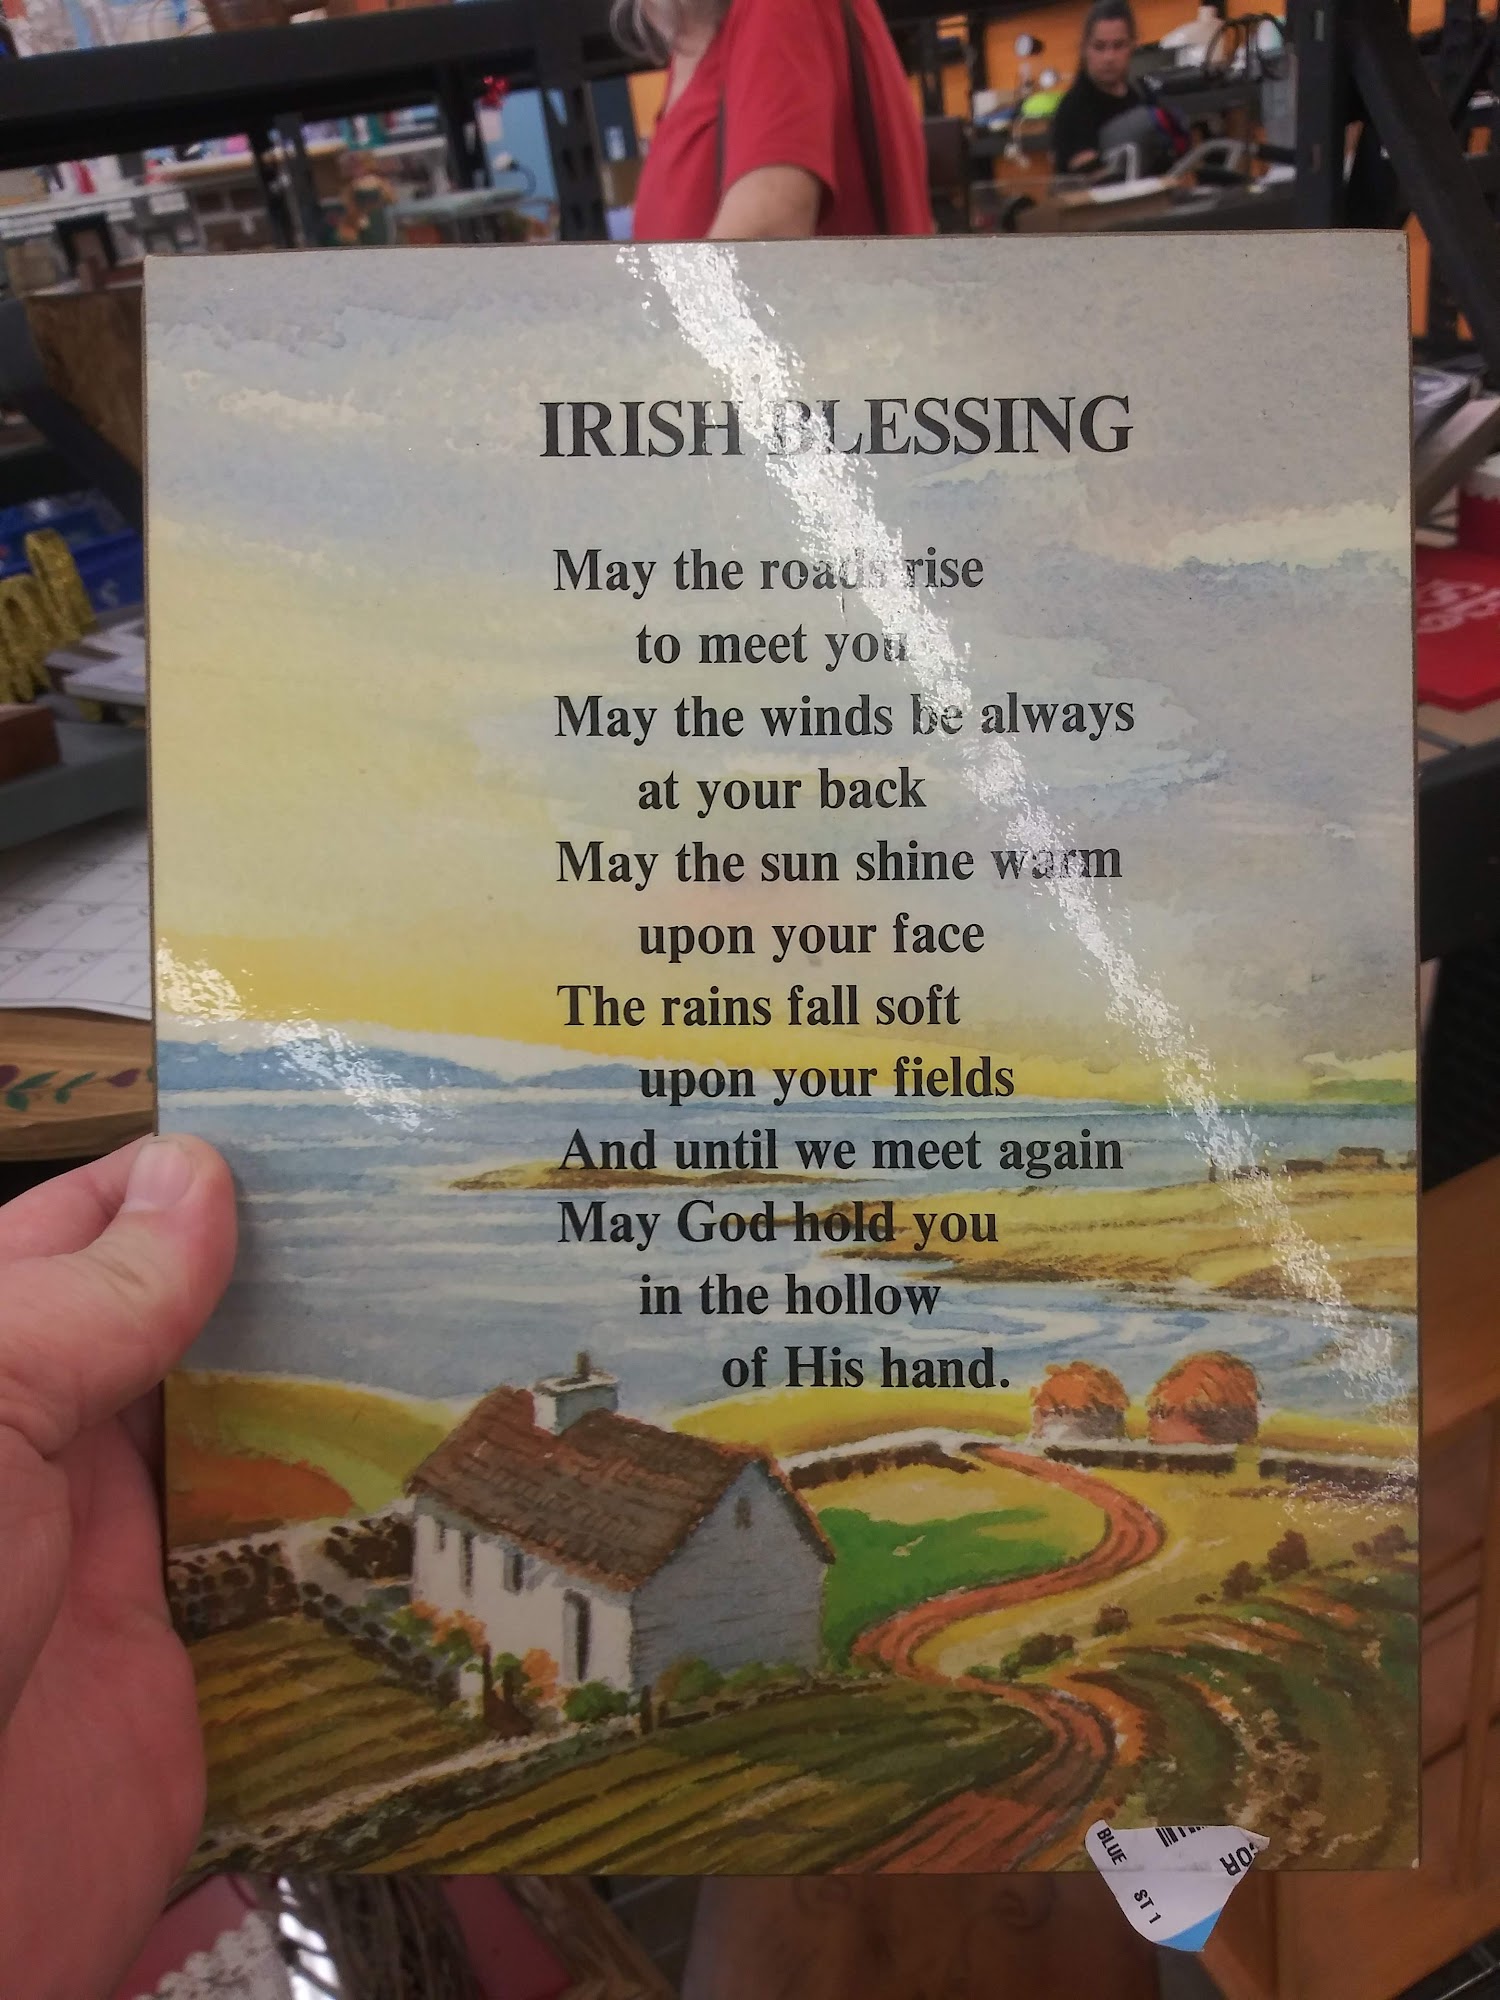 IRISH BLESSING
May the roads rise
to meet you
May the winds be always
at your back
May the sun shine warm
upon your face
The rains fall soft
upon your fields
And until we meet again
May God hold you
in the hollow
of His hand.
BLUE
ST 1